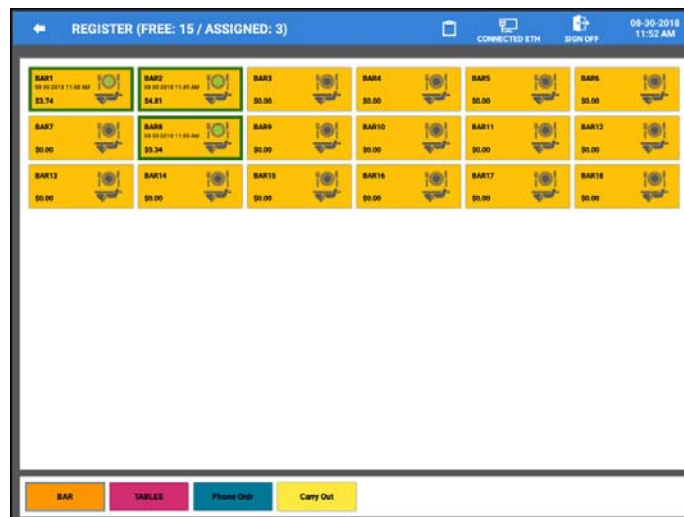 REGISTER (FREE: 15 / ASSIGNED: 3)
CONNECTED ETH
SIGN OFF
08-30-2018
11:52 AM
BAR1
$3.74
BAR2
$4.81
BAR3
$0.00
BAR4
$0.00
BAR5
$0.00
BAR6
$0.00
BAR7
$0.00
BAR8
$5.34
BAR9
$0.00
BAR10
$0.00
BAR11
$0.00
BAR12
$0.00
BAR13
$0.00
BAR14
$0.00
BAR15
$0.00
BAR16
$0.00
BAR17
$0.00
BAR18
$0.00
BAR
TABLES
Phone Ordr
Carry Out